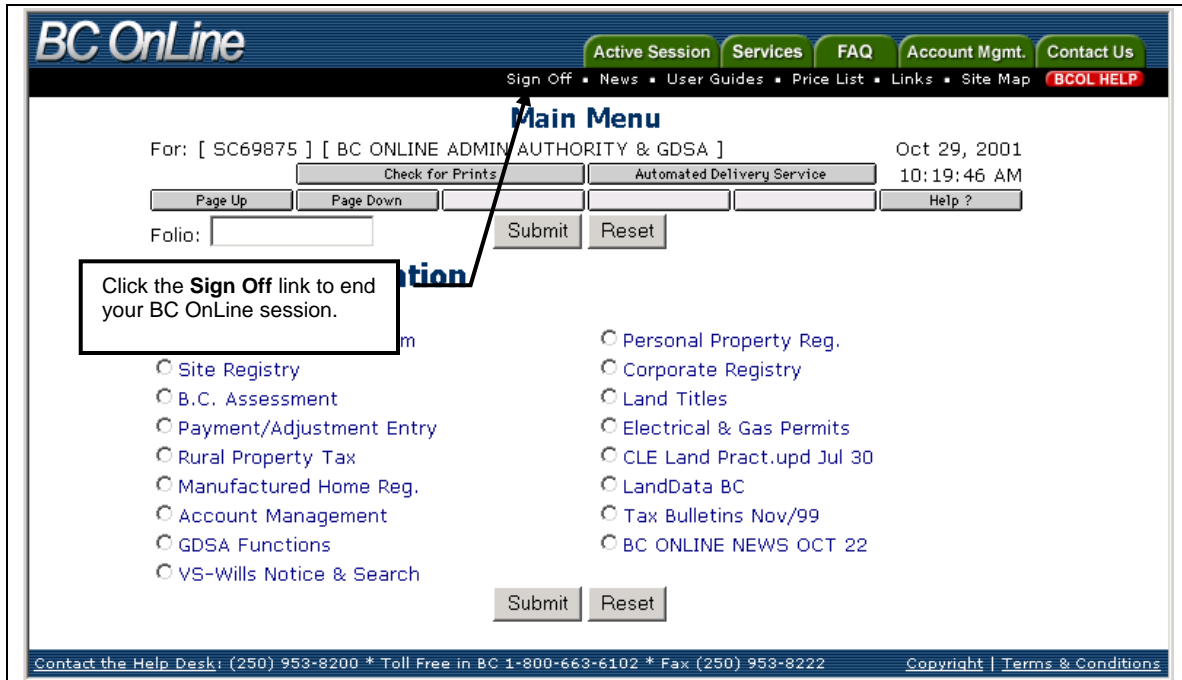 BC OnLine
Active Session Services FAQ Account Mgmt. Contact Us
Sign Off ▪ News ▪ User Guides ▪ Price List ▪ Links ▪ Site Map BCOL HELP
Main Menu
For: [ SC69875 ] [ BC ONLINE ADMIN AUTHORITY & GDSA ] Oct 29, 2001
Check for Prints Automated Delivery Service 10:19:46 AM
Page Up Page Down Help ?
Folio: Submit Reset
Click the Sign Off link to end
your BC OnLine session.
Personal Property Reg.
Site Registry Corporate Registry
B.C. Assessment Land Titles
Payment/Adjustment Entry Electrical & Gas Permits
Rural Property Tax CLE Land Pract.upd Jul 30
Manufactured Home Reg. LandData BC
Account Management Tax Bulletins Nov/99
GDSA Functions BC ONLINE NEWS OCT 22
VS-Wills Notice & Search
Submit Reset
Contact the Help Desk: (250) 953-8200 * Toll Free in BC 1-800-663-6102 * Fax (250) 953-8222 Copyright | Terms & Conditions